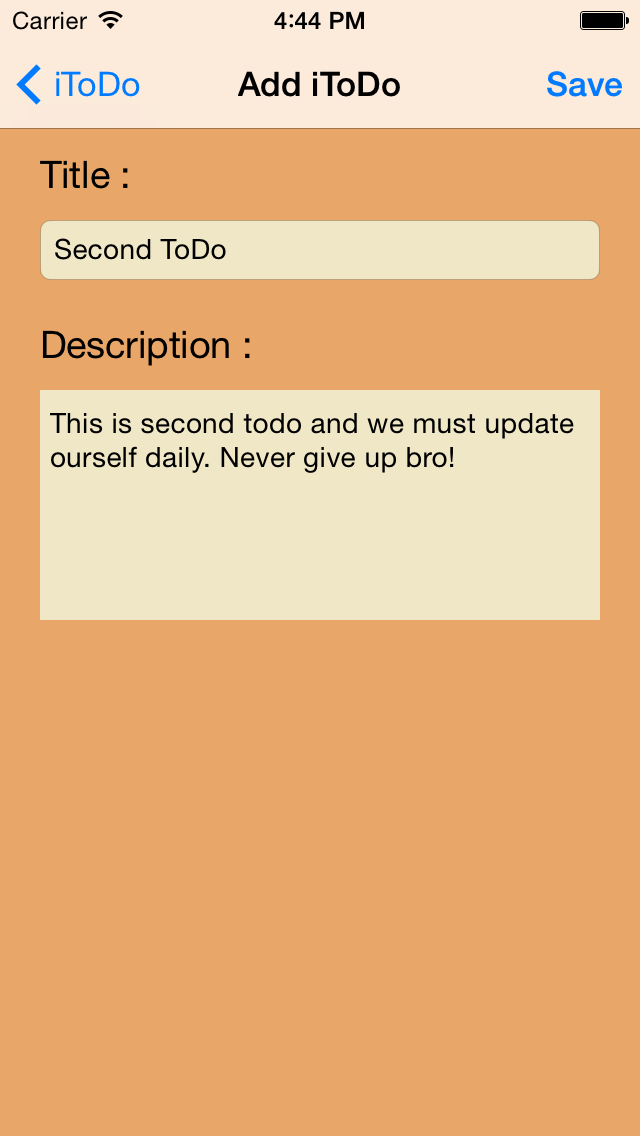 Carrier 4:44 PM
iToDo Add iToDo Save
Title :
Second ToDo
Description :
This is second todo and we must update
ourself daily. Never give up bro!